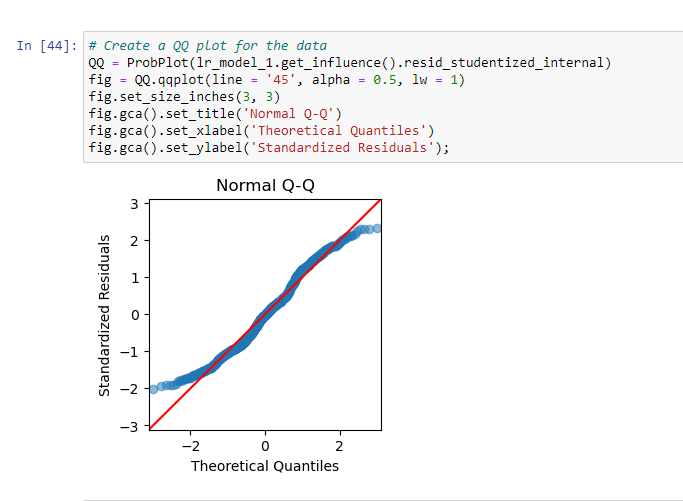 In [44]: # Create a QQ plot for the data
QQ = ProbPlot(lr_model_1.get_influence().resid_studentized_internal)
fig = QQ.qqplot(line = '45', alpha = 0.5, lw = 1)
fig.set_size_inches(3, 3)
fig.gca().set_title('Normal Q-Q')
fig.gca().set_xlabel('Theoretical Quantiles')
fig.gca().set_ylabel('Standardized Residuals');
Normal Q-Q
Standardized Residuals
3
2
1
0
−1
−2
−3
−2 0 2
Theoretical Quantiles